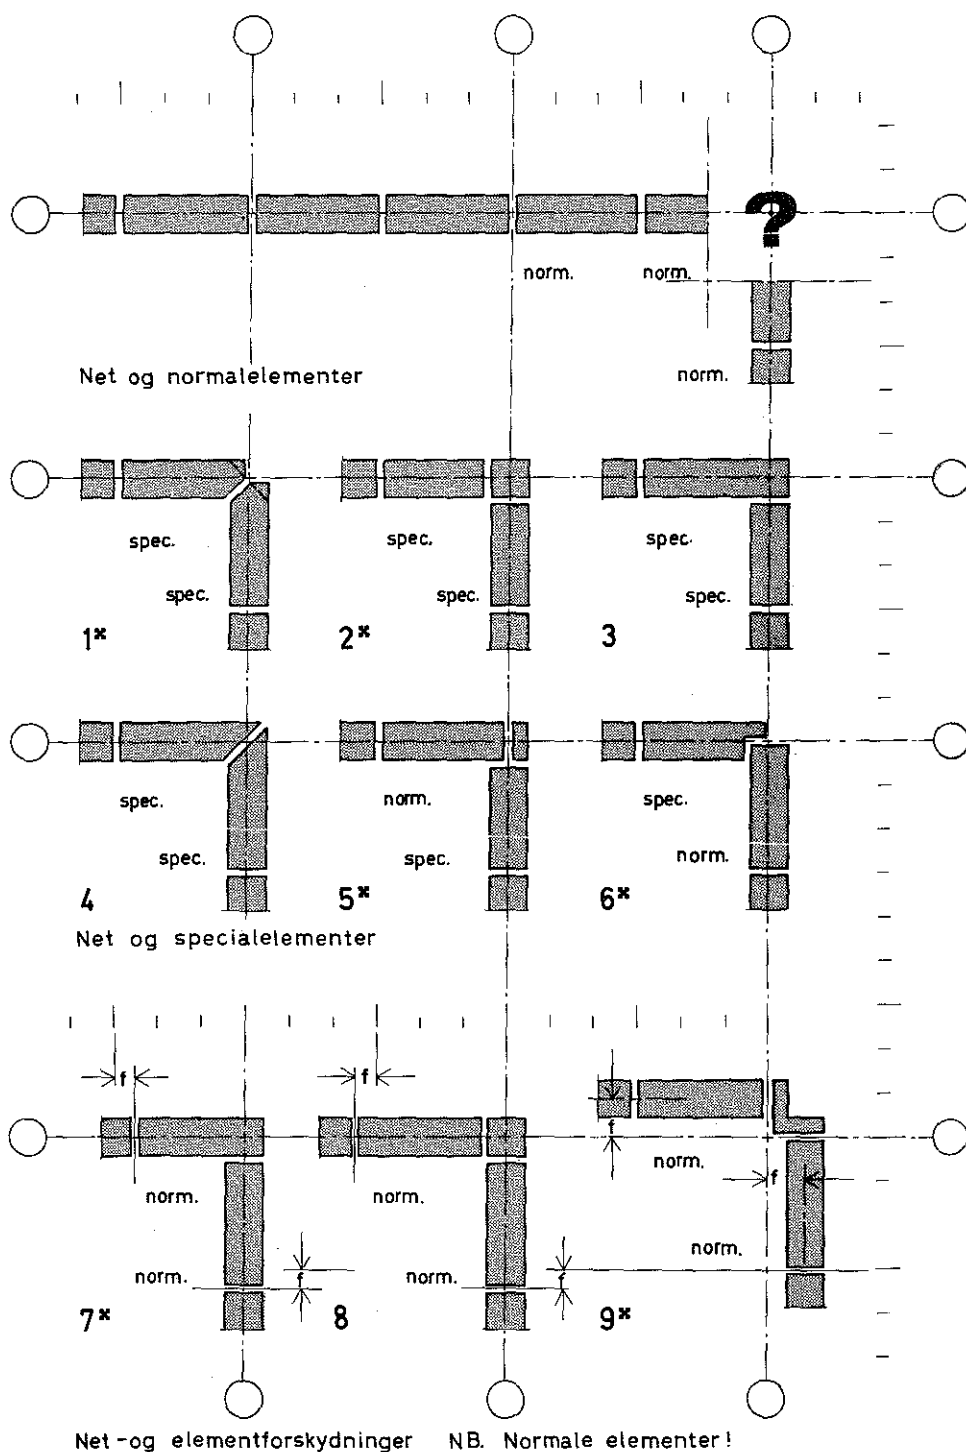 ?
norm. norm.
norm.
Net og normalelementer
spec. spec. spec.
spec. spec. spec.
1* 2* 3
spec. norm. spec.
spec. spec. norm.
4 5* 6*
Net og specialelementer
f f
f
norm. norm. norm.
f
norm. norm. norm.
f f
7* 8 9*
Net-og elementforskydninger NB. Normale elementer!